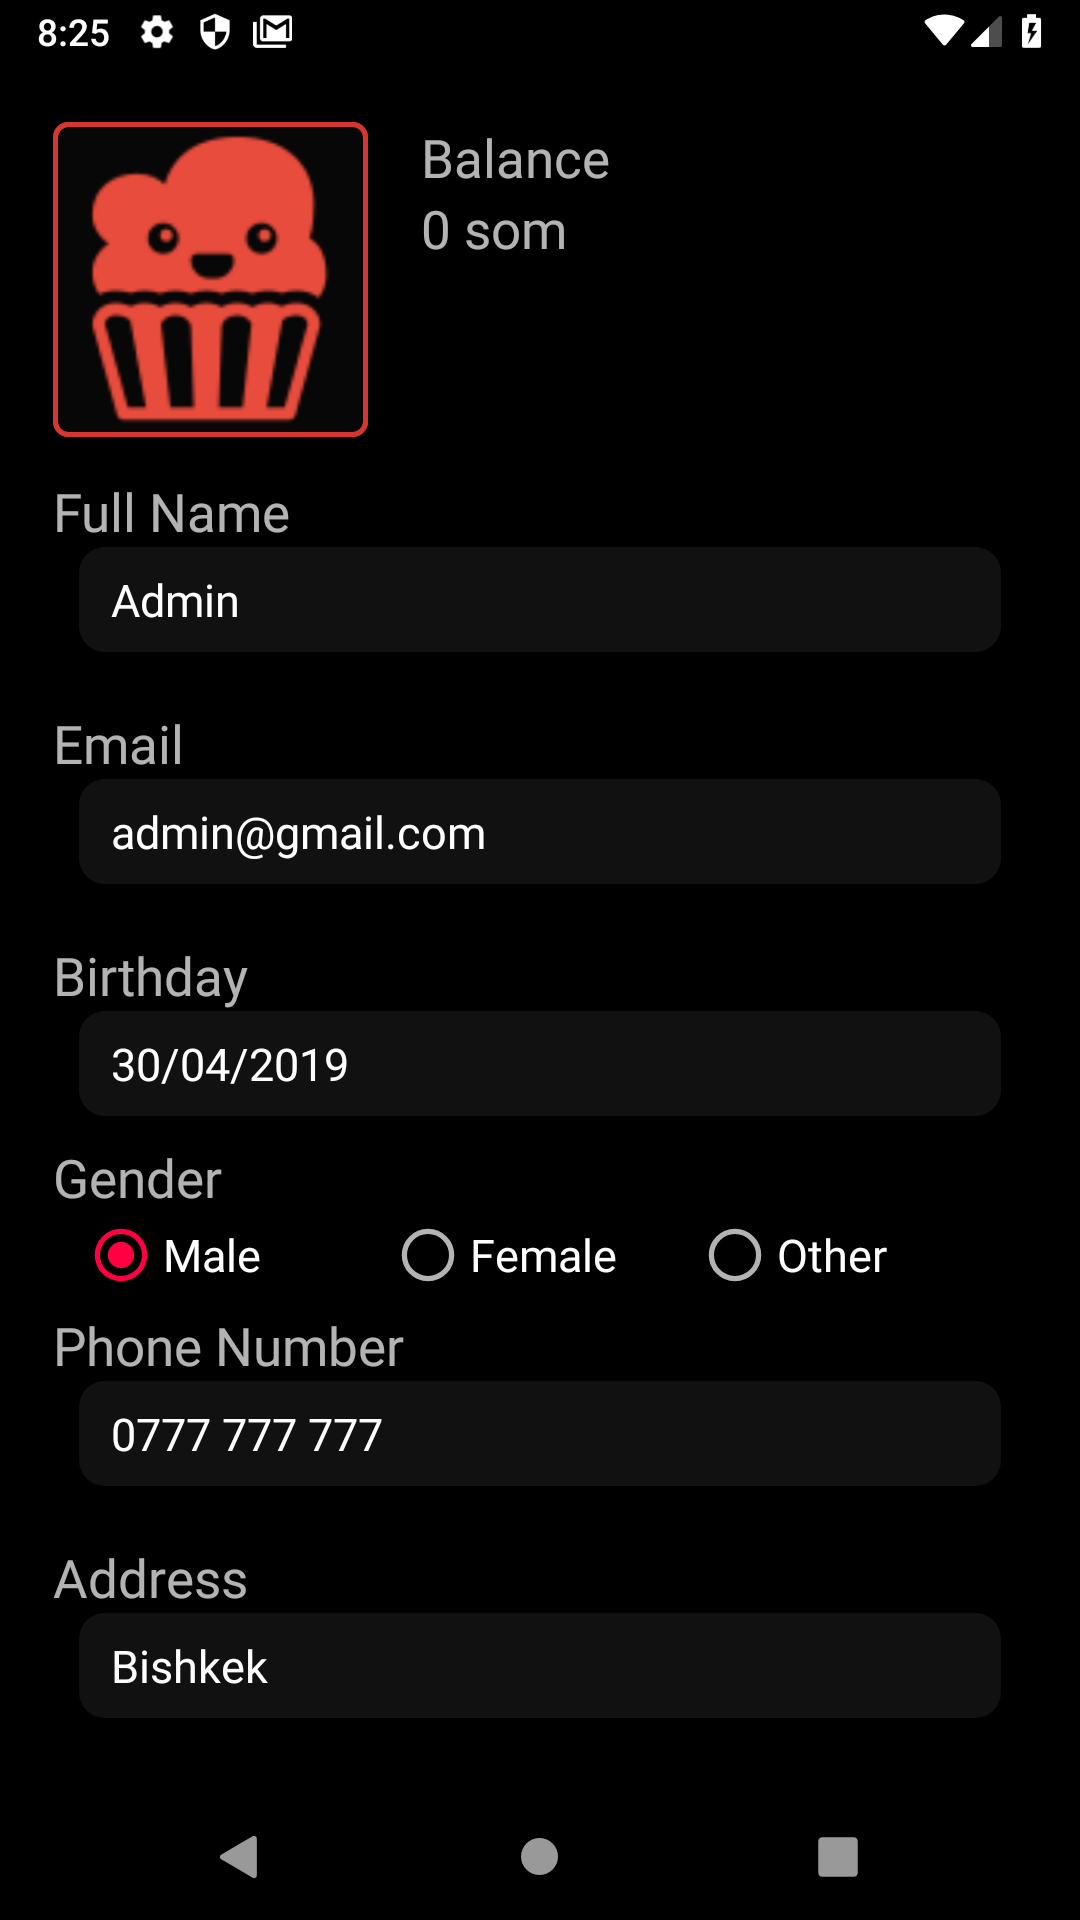 8:25
Balance
0 som
Full Name
Admin
Email
admin@gmail.com
Birthday
30/04/2019
Gender
Male Female Other
Phone Number
0777 777 777
Address
Bishkek